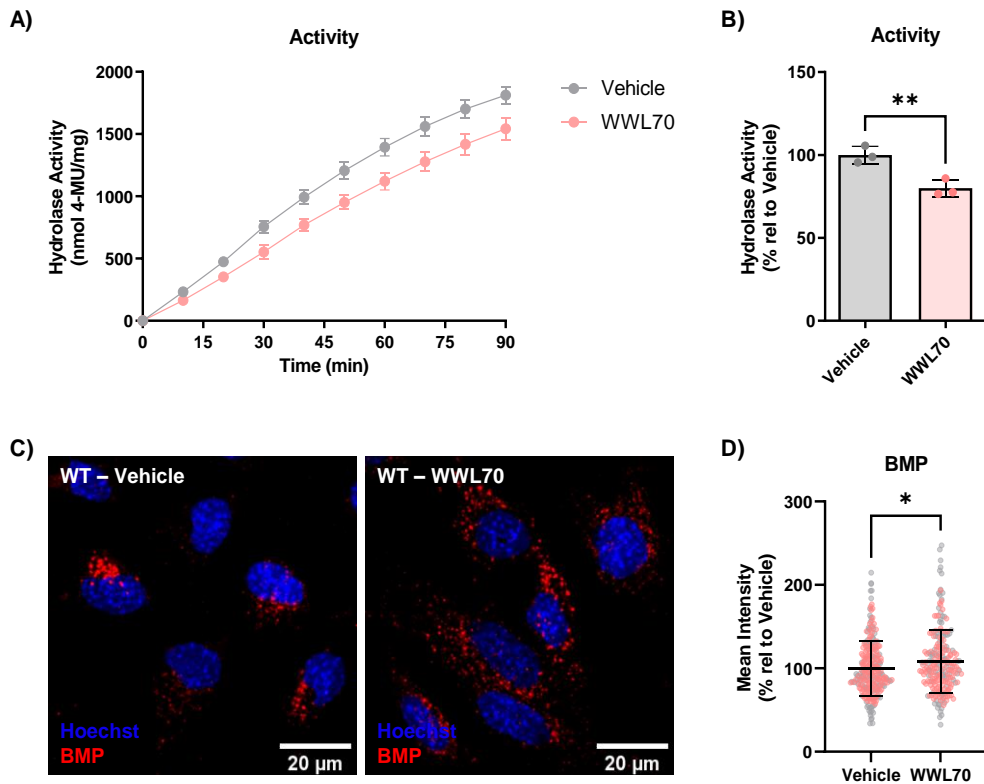 A)
Activity
Hydrolase Activity
(nmol 4-MU/mg)
2000
1500
1000
500
0
0 15 30 45 60 75 90
Time (min)
Vehicle
WWL70
B)
Activity
Hydrolase Activity
(% rel to Vehicle)
150
100
50
0
**
Vehicle
WWL70
C)
WT – Vehicle
Hoechst
BMP
20 µm
WT – WWL70
Hoechst
BMP
20 µm
D)
BMP
Mean Intensity
(% rel to Vehicle)
300
200
100
0
*
Vehicle WWL70